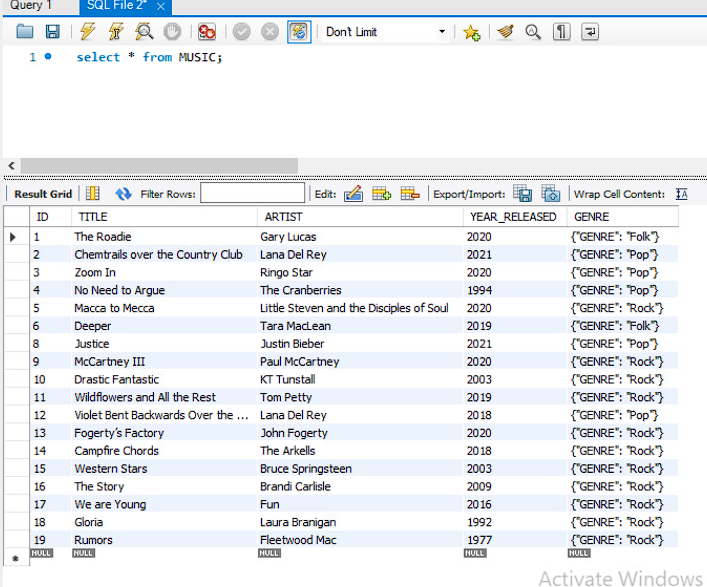 Query 1 SQL File 2*
Don't Limit
1 select * from MUSIC;
Result Grid Filter Rows: Edit: Export/Import: Wrap Cell Content:
ID TITLE ARTIST YEAR_RELEASED GENRE
1 The Roadie Gary Lucas 2020 {"GENRE": "Folk"}
2 Chemtrails over the Country Club Lana Del Rey 2021 {"GENRE": "Pop"}
3 Zoom In Ringo Star 2020 {"GENRE": "Pop"}
4 No Need to Argue The Cranberries 1994 {"GENRE": "Pop"}
5 Macca to Mecca Little Steven and the Disciples of Soul 2020 {"GENRE": "Rock"}
6 Deeper Tara MacLean 2019 {"GENRE": "Folk"}
8 Justice Justin Bieber 2021 {"GENRE": "Pop"}
9 McCartney III Paul McCartney 2020 {"GENRE": "Rock"}
10 Drastic Fantastic KT Tunstall 2003 {"GENRE": "Rock"}
11 Wildflowers and All the Rest Tom Petty 2019 {"GENRE": "Rock"}
12 Violet Bent Backwards Over the ... Lana Del Rey 2018 {"GENRE": "Pop"}
13 Fogerty’s Factory John Fogerty 2020 {"GENRE": "Rock"}
14 Campfire Chords The Arkells 2018 {"GENRE": "Rock"}
15 Western Stars Bruce Springsteen 2003 {"GENRE": "Rock"}
16 The Story Brandi Carlisle 2009 {"GENRE": "Rock"}
17 We are Young Fun 2016 {"GENRE": "Rock"}
18 Gloria Laura Branigan 1992 {"GENRE": "Rock"}
19 Rumors Fleetwood Mac 1977 {"GENRE": "Rock"}
NULL NULL NULL NULL NULL
Activate Windows